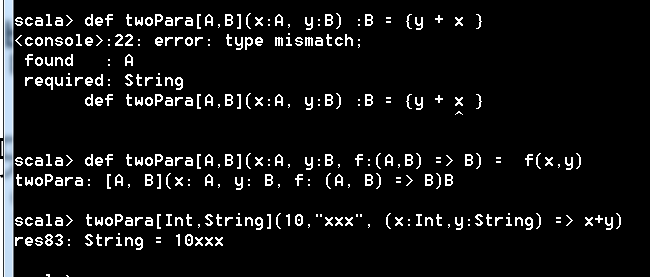 scala> def twoPara[A,B](x:A, y:B) :B = {y + x }
<console>:22: error: type mismatch;
 found   : A
 required: String
       def twoPara[A,B](x:A, y:B) :B = {y + x }
                                            ^
scala> def twoPara[A,B](x:A, y:B, f:(A,B) => B) =  f(x,y)
twoPara: [A, B](x: A, y: B, f: (A, B) => B)B
scala> twoPara[Int,String](10,"xxx", (x:Int,y:String) => x+y)
res83: String = 10xxx